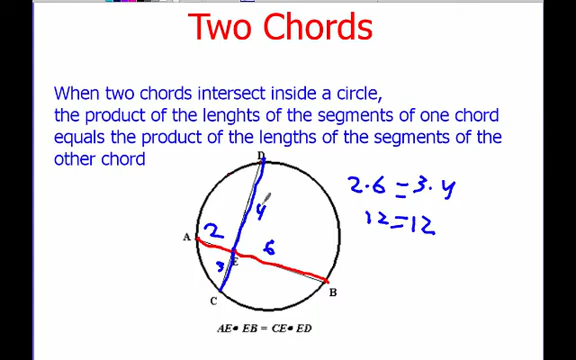 Two Chords
When two chords intersect inside a circle,
the product of the lenghts of the segments of one chord
equals the product of the lengths of the segments of the
other chord
D
2·6=3·4
4
12=12
A 2
6
E
3
C
B
AE• EB = CE• ED